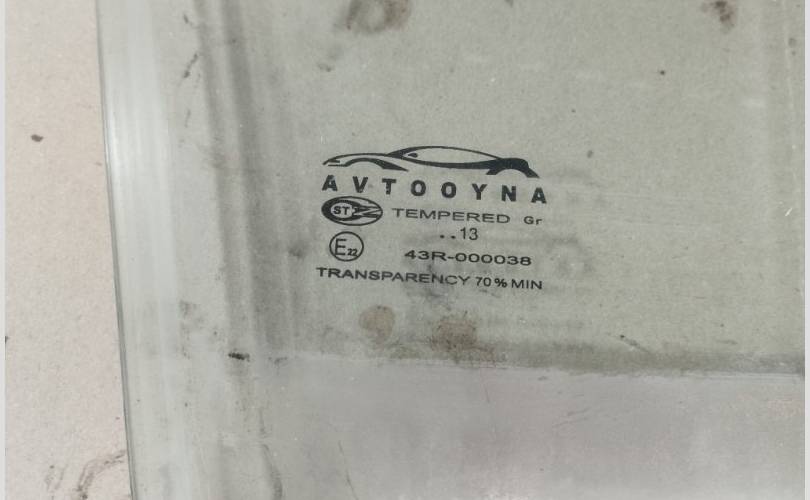 AVTOOYNA
ST TEMPERED Gr
..13
E22 43R-000038
TRANSPARENCY 70% MIN